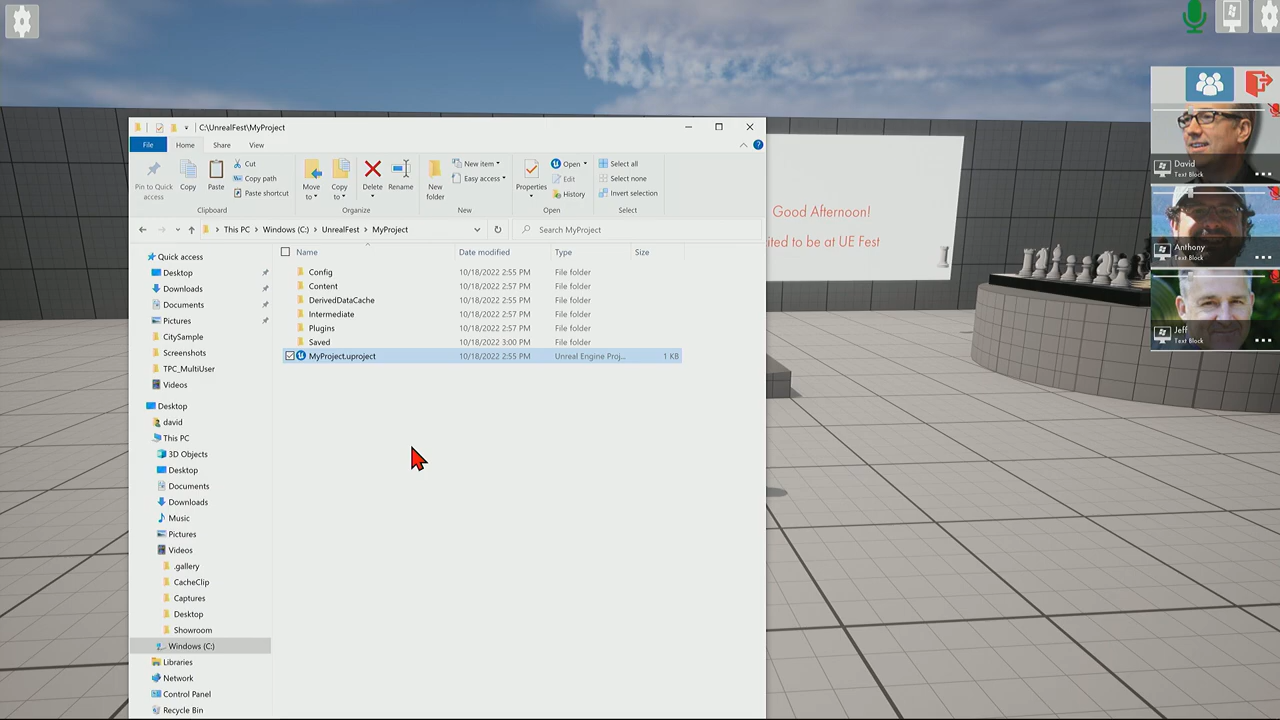 C:\UnrealFest\MyProject
File Home Share View
Pin to Quick access
Copy
Paste
Cut
Copy path
Paste shortcut
Clipboard
Move to
Copy to
Delete
Rename
Organize
New folder
New item
Easy access
New
Properties
Open
Edit
History
Open
Select all
Select none
Invert selection
Select
This PC > Windows (C:) > UnrealFest > MyProject
Search MyProject
Name Date modified Type Size
Config 10/18/2022 2:55 PM File folder
Content 10/18/2022 2:57 PM File folder
DerivedDataCache 10/18/2022 2:55 PM File folder
Intermediate 10/18/2022 2:57 PM File folder
Plugins 10/18/2022 2:57 PM File folder
Saved 10/18/2022 3:00 PM File folder
MyProject.uproject 10/18/2022 2:55 PM Unreal Engine Proj... 1 KB
Quick access
Desktop
Downloads
Documents
Pictures
CitySample
Screenshots
TPC_MultiUser
Videos
Desktop
david
This PC
3D Objects
Desktop
Documents
Downloads
Music
Pictures
Videos
.gallery
CacheClip
Captures
Desktop
Showroom
Windows (C:)
Libraries
Network
Control Panel
Recycle Bin
Good Afternoon!
ited to be at UE Fest
David
Text Block
Anthony
Text Block
Jeff
Text Block